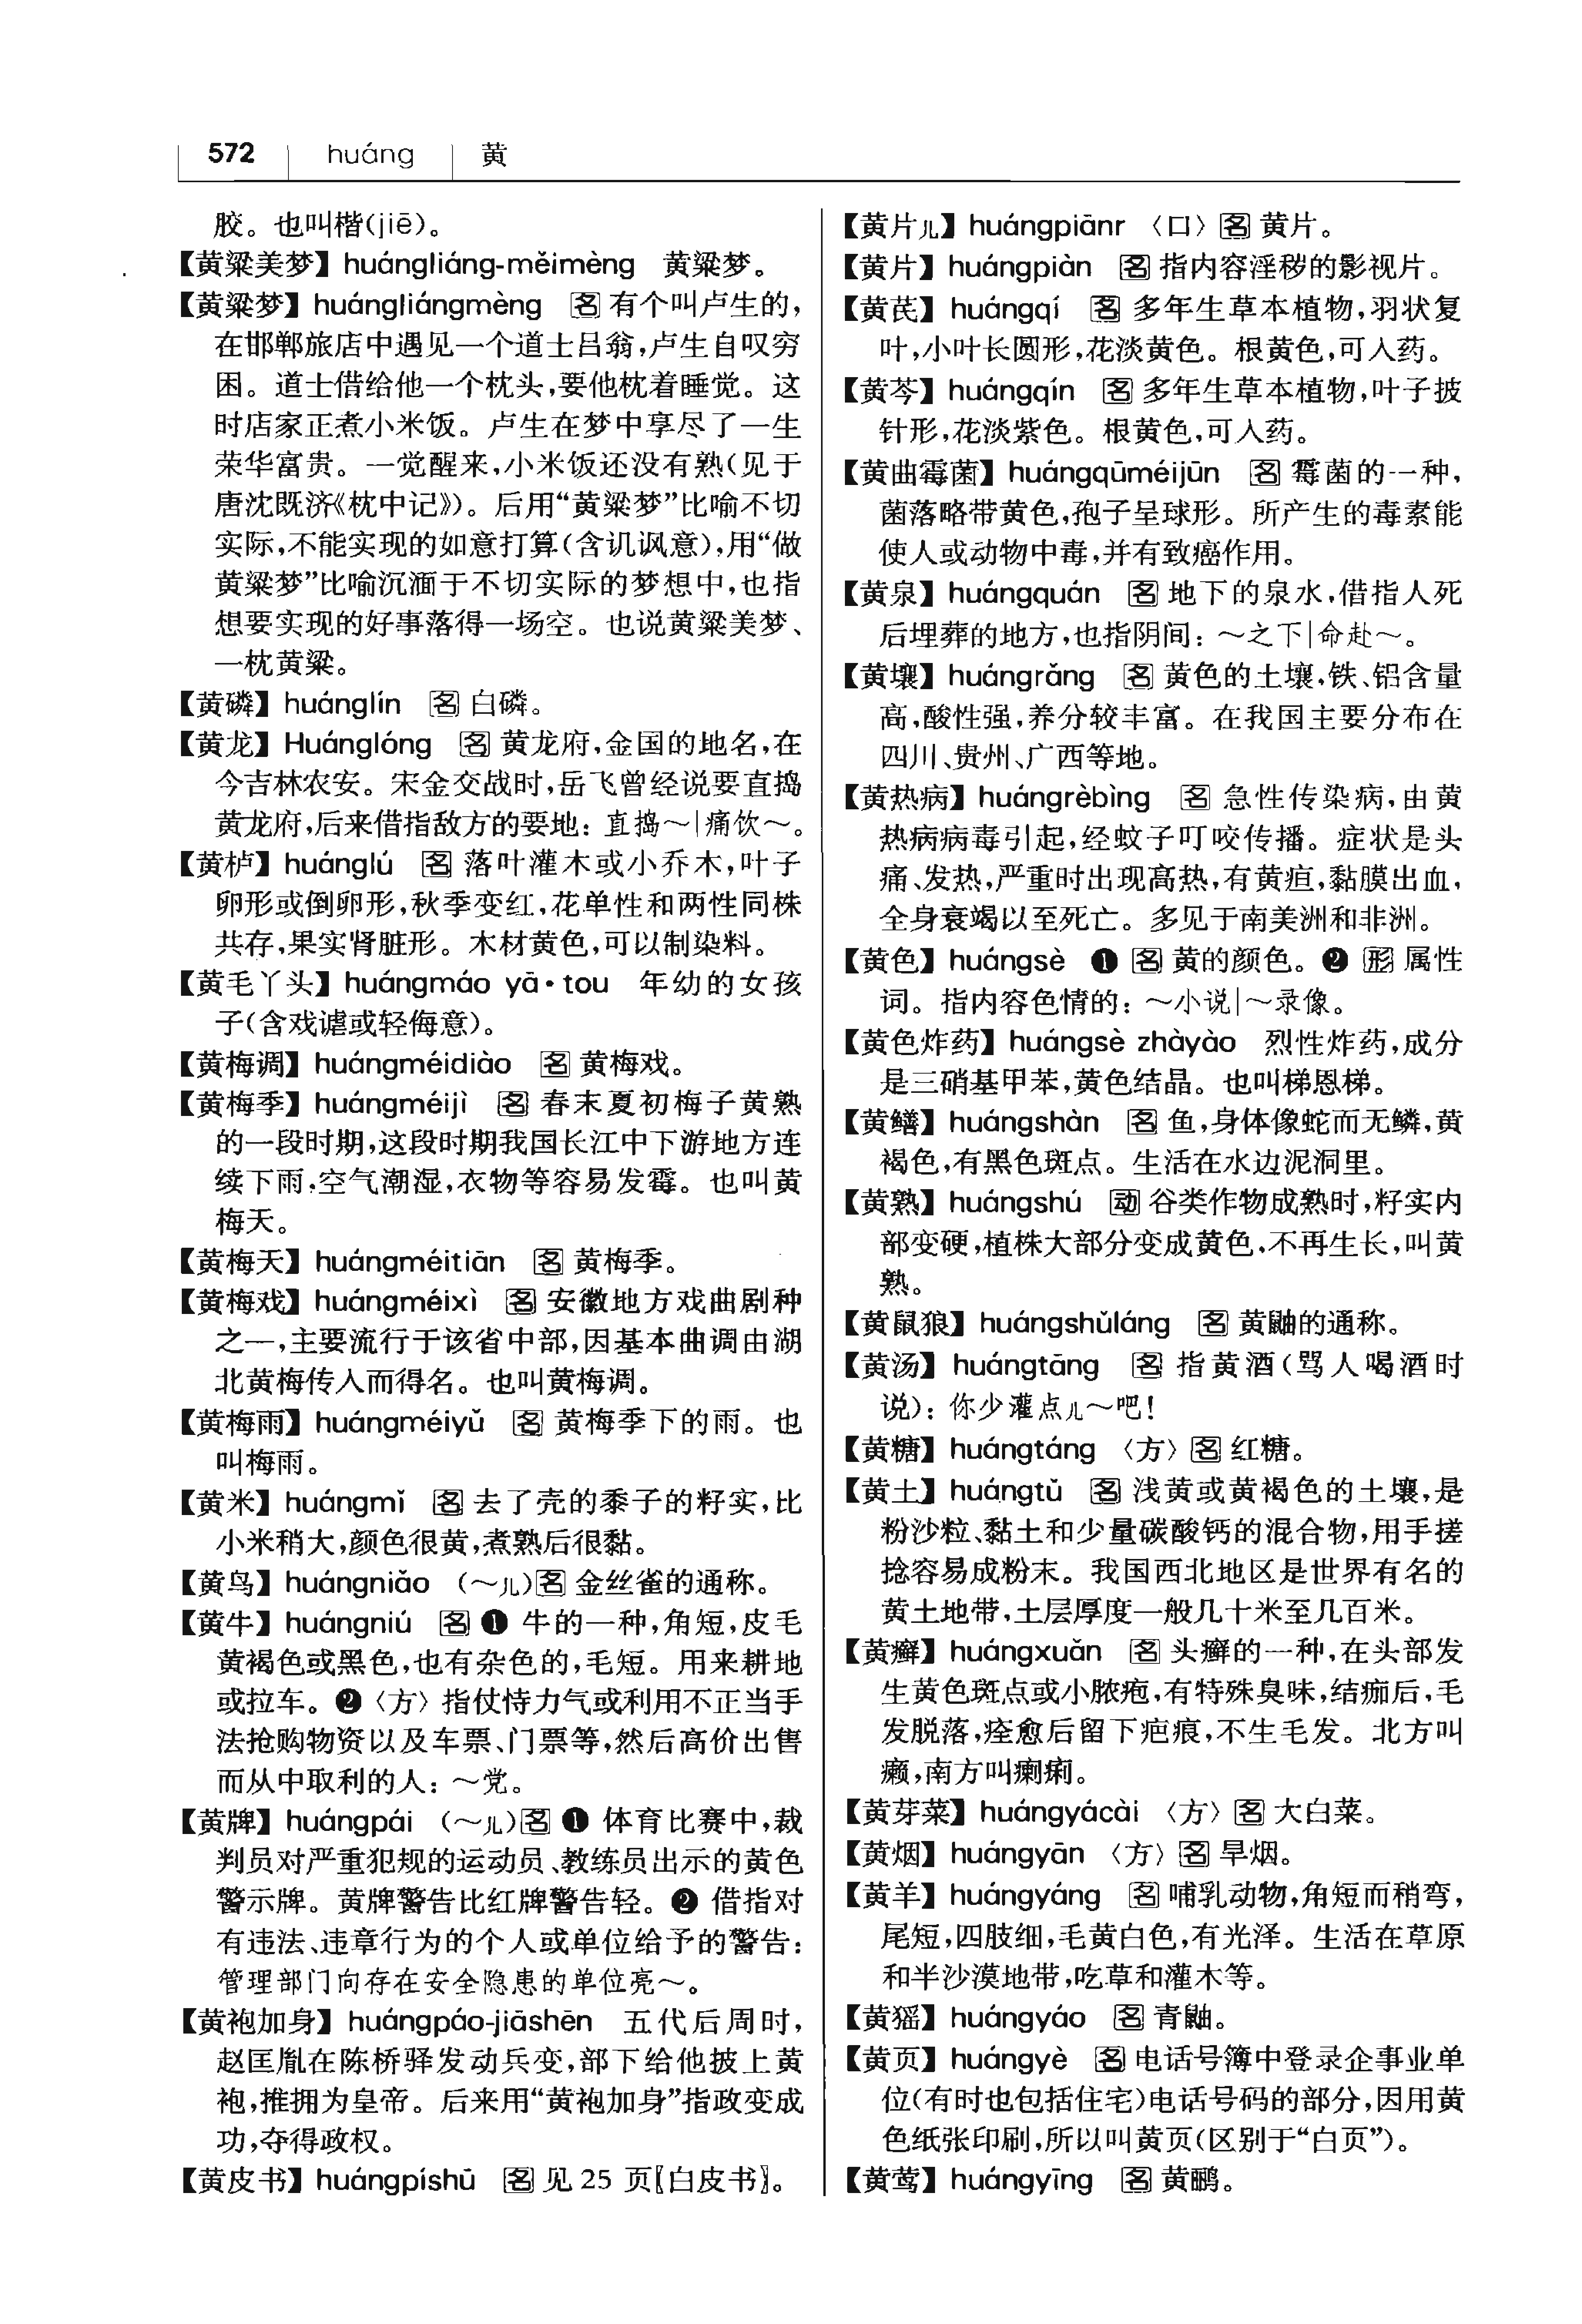 572 huáng 黄
胶。也叫楷(jiē)。
【黄粱美梦】huángliáng-měimèng 黄粱梦。
【黄粱梦】huángliángmèng 名 有个叫卢生的,
在邯郸旅店中遇见一个道士吕翁,卢生自叹穷
困。道士借给他一个枕头,要他枕着睡觉。这
时店家正煮小米饭。卢生在梦中享尽了一生
荣华富贵。一觉醒来,小米饭还没有熟(见于
唐沈既济《枕中记》)。后用“黄粱梦”比喻不切
实际,不能实现的如意打算(含讥讽意),用“做
黄粱梦”比喻沉湎于不切实际的梦想中,也指
想要实现的好事落得一场空。也说黄粱美梦、
一枕黄粱。
【黄磷】huánglín 名 白磷。
【黄龙】Huánglóng 名 黄龙府,金国的地名,在
今吉林农安。宋金交战时,岳飞曾经说要直捣
黄龙府,后来借指敌方的要地: 直捣～|痛饮～。
【黄栌】huánglú 名 落叶灌木或小乔木,叶子
卵形或倒卵形,秋季变红,花单性和两性同株
共存,果实肾脏形。木材黄色,可以制染料。
【黄毛丫头】huángmáo yā·tou 年幼的女孩
子(含戏谑或轻侮意)。
【黄梅调】huángméidiào 名 黄梅戏。
【黄梅季】huángméijì 名 春末夏初梅子黄熟
的一段时期,这段时期我国长江中下游地方连
续下雨,空气潮湿,衣物等容易发霉。也叫黄
梅天。
【黄梅天】huángméitiān 名 黄梅季。
【黄梅戏】huángméixì 名 安徽地方戏曲剧种
之一,主要流行于该省中部,因基本曲调由湖
北黄梅传入而得名。也叫黄梅调。
【黄梅雨】huángméiyǔ 名 黄梅季下的雨。也
叫梅雨。
【黄米】huángmǐ 名 去了壳的黍子的籽实,比
小米稍大,颜色很黄,煮熟后很黏。
【黄鸟】huángniǎo (～儿)名 金丝雀的通称。
【黄牛】huángniú 名 ❶ 牛的一种,角短,皮毛
黄褐色或黑色,也有杂色的,毛短。用来耕地
或拉车。❷〈方〉指仗恃力气或利用不正当手
法抢购物资以及车票、门票等,然后高价出售
而从中取利的人: ～党。
【黄牌】huángpái (～儿)名 ❶ 体育比赛中,裁
判员对严重犯规的运动员、教练员出示的黄色
警示牌。黄牌警告比红牌警告轻。❷ 借指对
有违法、违章行为的个人或单位给予的警告:
管理部门向存在安全隐患的单位亮～。
【黄袍加身】huángpáo-jiāshēn 五代后周时,
赵匡胤在陈桥驿发动兵变,部下给他披上黄
袍,推拥为皇帝。后来用“黄袍加身”指政变成
功,夺得政权。
【黄皮书】huángpíshū 名 见 25 页〖白皮书〗。
【黄片儿】huángpiānr 〈口〉名 黄片。
【黄片】huángpiàn 名 指内容淫秽的影视片。
【黄芪】huángqí 名 多年生草本植物,羽状复
叶,小叶长圆形,花淡黄色。根黄色,可入药。
【黄芩】huángqín 名 多年生草本植物,叶子披
针形,花淡紫色。根黄色,可入药。
【黄曲霉菌】huángqūméijūn 名 霉菌的一种,
菌落略带黄色,孢子呈球形。所产生的毒素能
使人或动物中毒,并有致癌作用。
【黄泉】huángquán 名 地下的泉水,借指人死
后埋葬的地方,也指阴间: ～之下|命赴～。
【黄壤】huángrǎng 名 黄色的土壤,铁、铝含量
高,酸性强,养分较丰富。在我国主要分布在
四川、贵州、广西等地。
【黄热病】huángrèbìng 名 急性传染病,由黄
热病病毒引起,经蚊子叮咬传播。症状是头
痛、发热,严重时出现高热,有黄疸,黏膜出血,
全身衰竭以至死亡。多见于南美洲和非洲。
【黄色】huángsè ❶ 名 黄的颜色。❷ 形 属性
词。指内容色情的: ～小说|～录像。
【黄色炸药】huángsè zhàyào 烈性炸药,成分
是三硝基甲苯,黄色结晶。也叫梯恩梯。
【黄鳝】huángshàn 名 鱼,身体像蛇而无鳞,黄
褐色,有黑色斑点。生活在水边泥洞里。
【黄熟】huángshú 动 谷类作物成熟时,籽实内
部变硬,植株大部分变成黄色,不再生长,叫黄
熟。
【黄鼠狼】huángshǔláng 名 黄鼬的通称。
【黄汤】huángtāng 名 指黄酒(骂人喝酒时
说): 你少灌点儿～吧!
【黄糖】huángtáng 〈方〉名 红糖。
【黄土】huángtǔ 名 浅黄或黄褐色的土壤,是
粉沙粒、黏土和少量碳酸钙的混合物,用手搓
捻容易成粉末。我国西北地区是世界有名的
黄土地带,土层厚度一般几十米至几百米。
【黄癣】huángxuǎn 名 头癣的一种,在头部发
生黄色斑点或小脓疱,有特殊臭味,结痂后,毛
发脱落,痊愈后留下疤痕,不生毛发。北方叫
癞,南方叫瘌痢。
【黄芽菜】huángyácài 〈方〉名 大白菜。
【黄烟】huángyān 〈方〉名 旱烟。
【黄羊】huángyáng 名 哺乳动物,角短而稍弯,
尾短,四肢细,毛黄白色,有光泽。生活在草原
和半沙漠地带,吃草和灌木等。
【黄猺】huángyáo 名 青鼬。
【黄页】huángyè 名 电话号簿中登录企事业单
位(有时也包括住宅)电话号码的部分,因用黄
色纸张印刷,所以叫黄页(区别于“白页”)。
【黄莺】huángyīng 名 黄鹂。